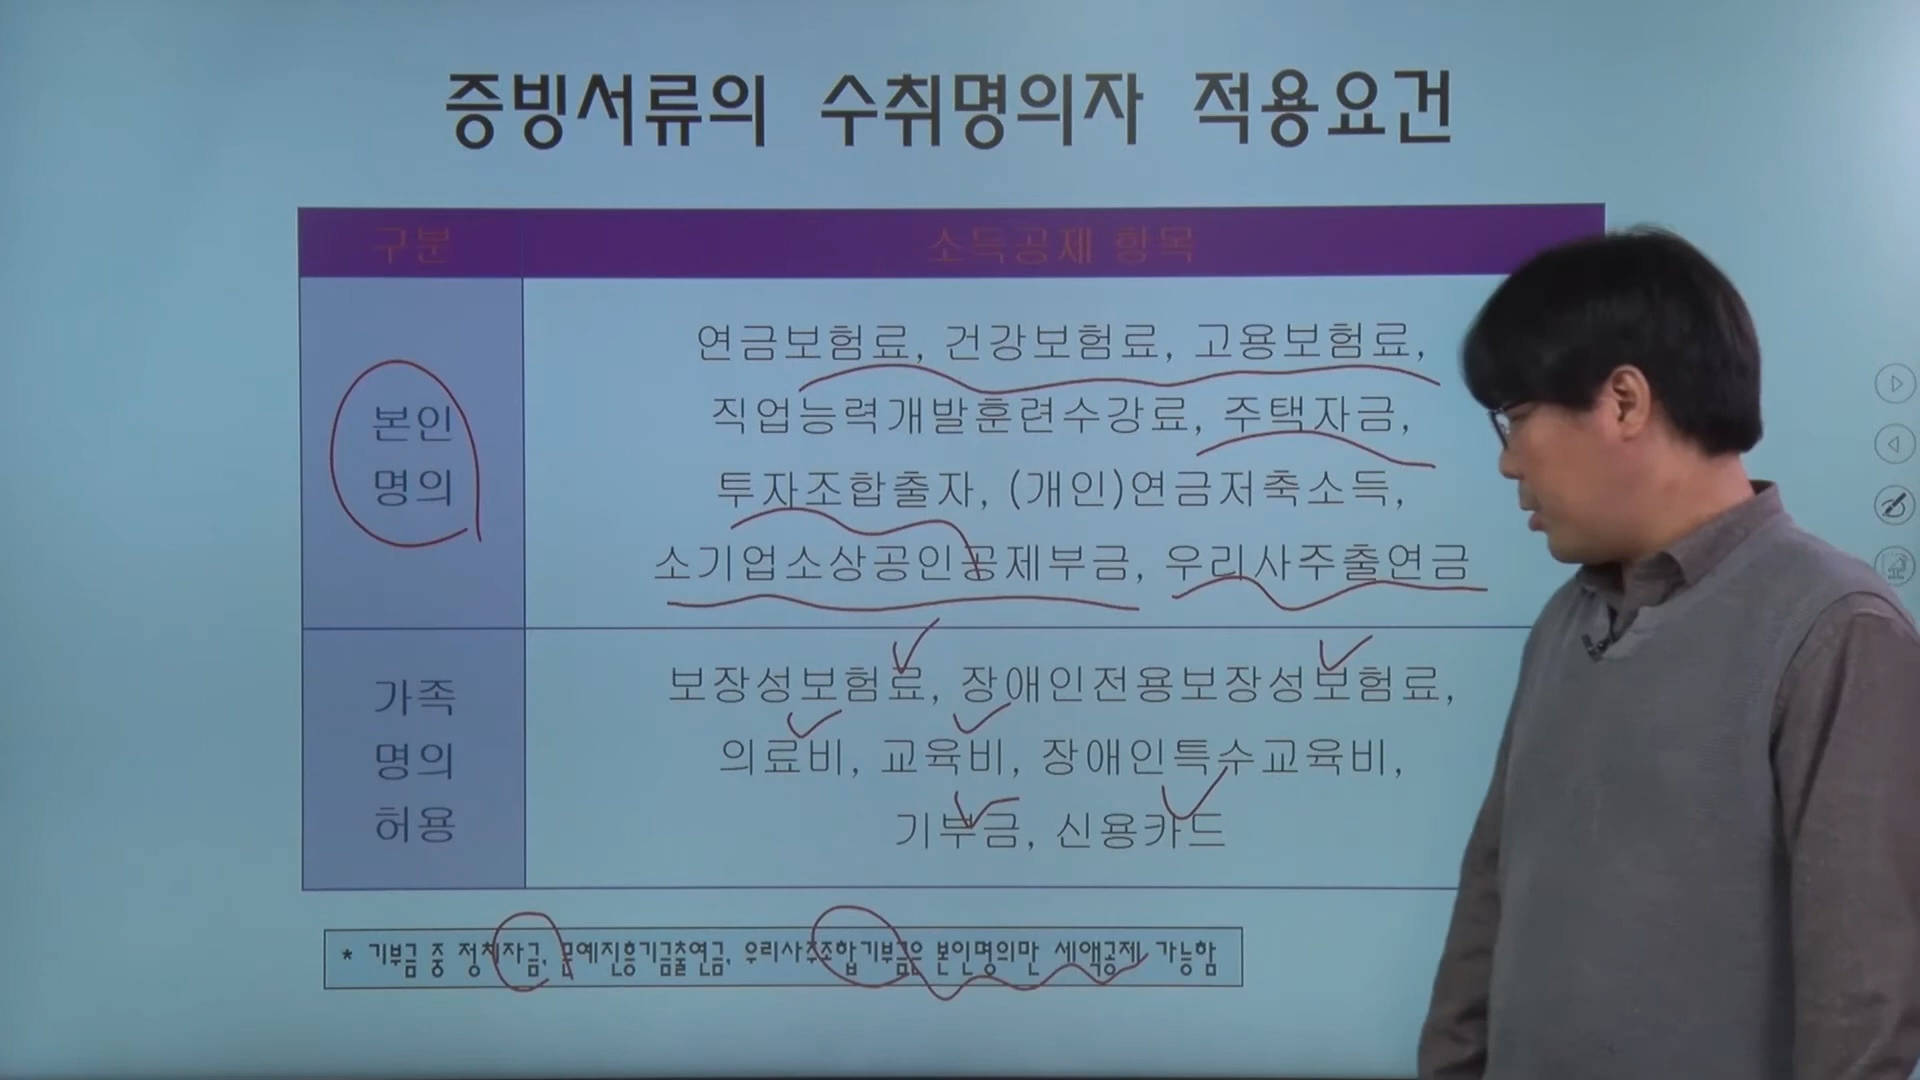 증빙서류의 수취명의자 적용요건
구분
소득공제 항목
본인
명의
연금보험료, 건강보험료, 고용보험료,
직업능력개발훈련수강료, 주택자금,
투자조합출자, (개인)연금저축소득,
소기업소상공인공제부금, 우리사주출연금
가족
명의
허용
보장성보험료, 장애인전용보장성보험료,
의료비, 교육비, 장애인특수교육비,
기부금, 신용카드
* 기부금 중 정치자금, 문예진흥기금출연금, 우리사주조합기부금은 본인명의만 세액공제 가능함